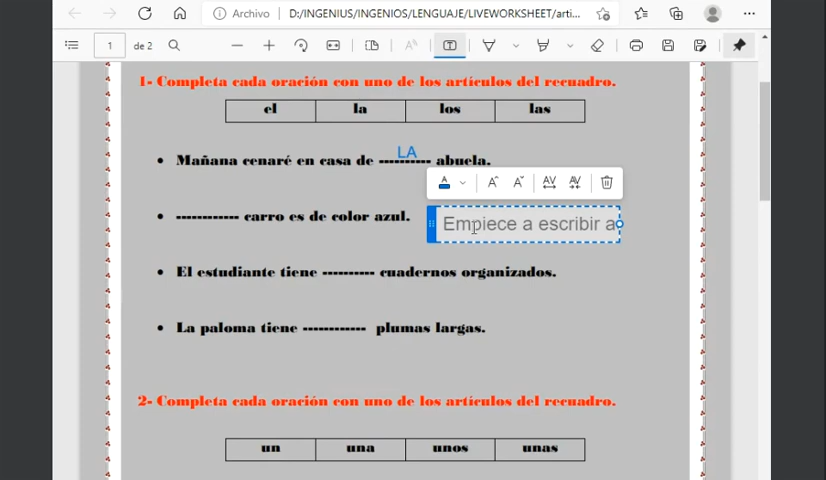 Archivo D:/INGENIUS/INGENIOS/LENGUAJE/LIVEWORKSHEET/arti...
1 de 2
1- Completa cada oración con uno de los artículos del recuadro.
el la los las
LA
• Mañana cenaré en casa de ---------- abuela.
A A^ Aˇ AV AV
• ------------ carro es de color azul.
Empiece a escribir a
• El estudiante tiene ---------- cuadernos organizados.
• La paloma tiene ------------ plumas largas.
2- Completa cada oración con uno de los artículos del recuadro.
un una unos unas